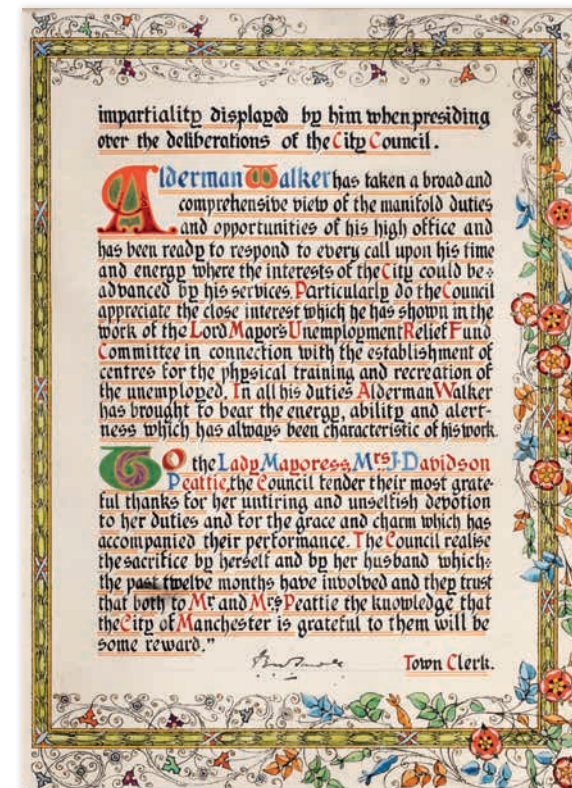 impartiality displayed by him when presiding
over the deliberations of the City Council.
Alderman Walker has taken a broad and
comprehensive view of the manifold duties
and opportunities of his high office and
has been ready to respond to every call upon his time
and energy where the interests of the City could be
advanced by his services. Particularly do the Council
appreciate the close interest which he has shown in the
work of the Lord Mayor's Unemployment Relief Fund
Committee in connection with the establishment of
centres for the physical training and recreation of
the unemployed. In all his duties Alderman Walker
has brought to bear the energy, ability and alert-
ness which has always been characteristic of his work.
To the Lady Mayoress, Mrs J. Davidson
Peattie, the Council tender their most grate-
ful thanks for her untiring and unselfish devotion
to her duties and for the grace and charm which has
accompanied their performance. The Council realise
the sacrifice by herself and by her husband which
the past twelve months have involved and they trust
that both to Mr and Mrs Peattie the knowledge that
the City of Manchester is grateful to them will be
some reward."
Town Clerk.